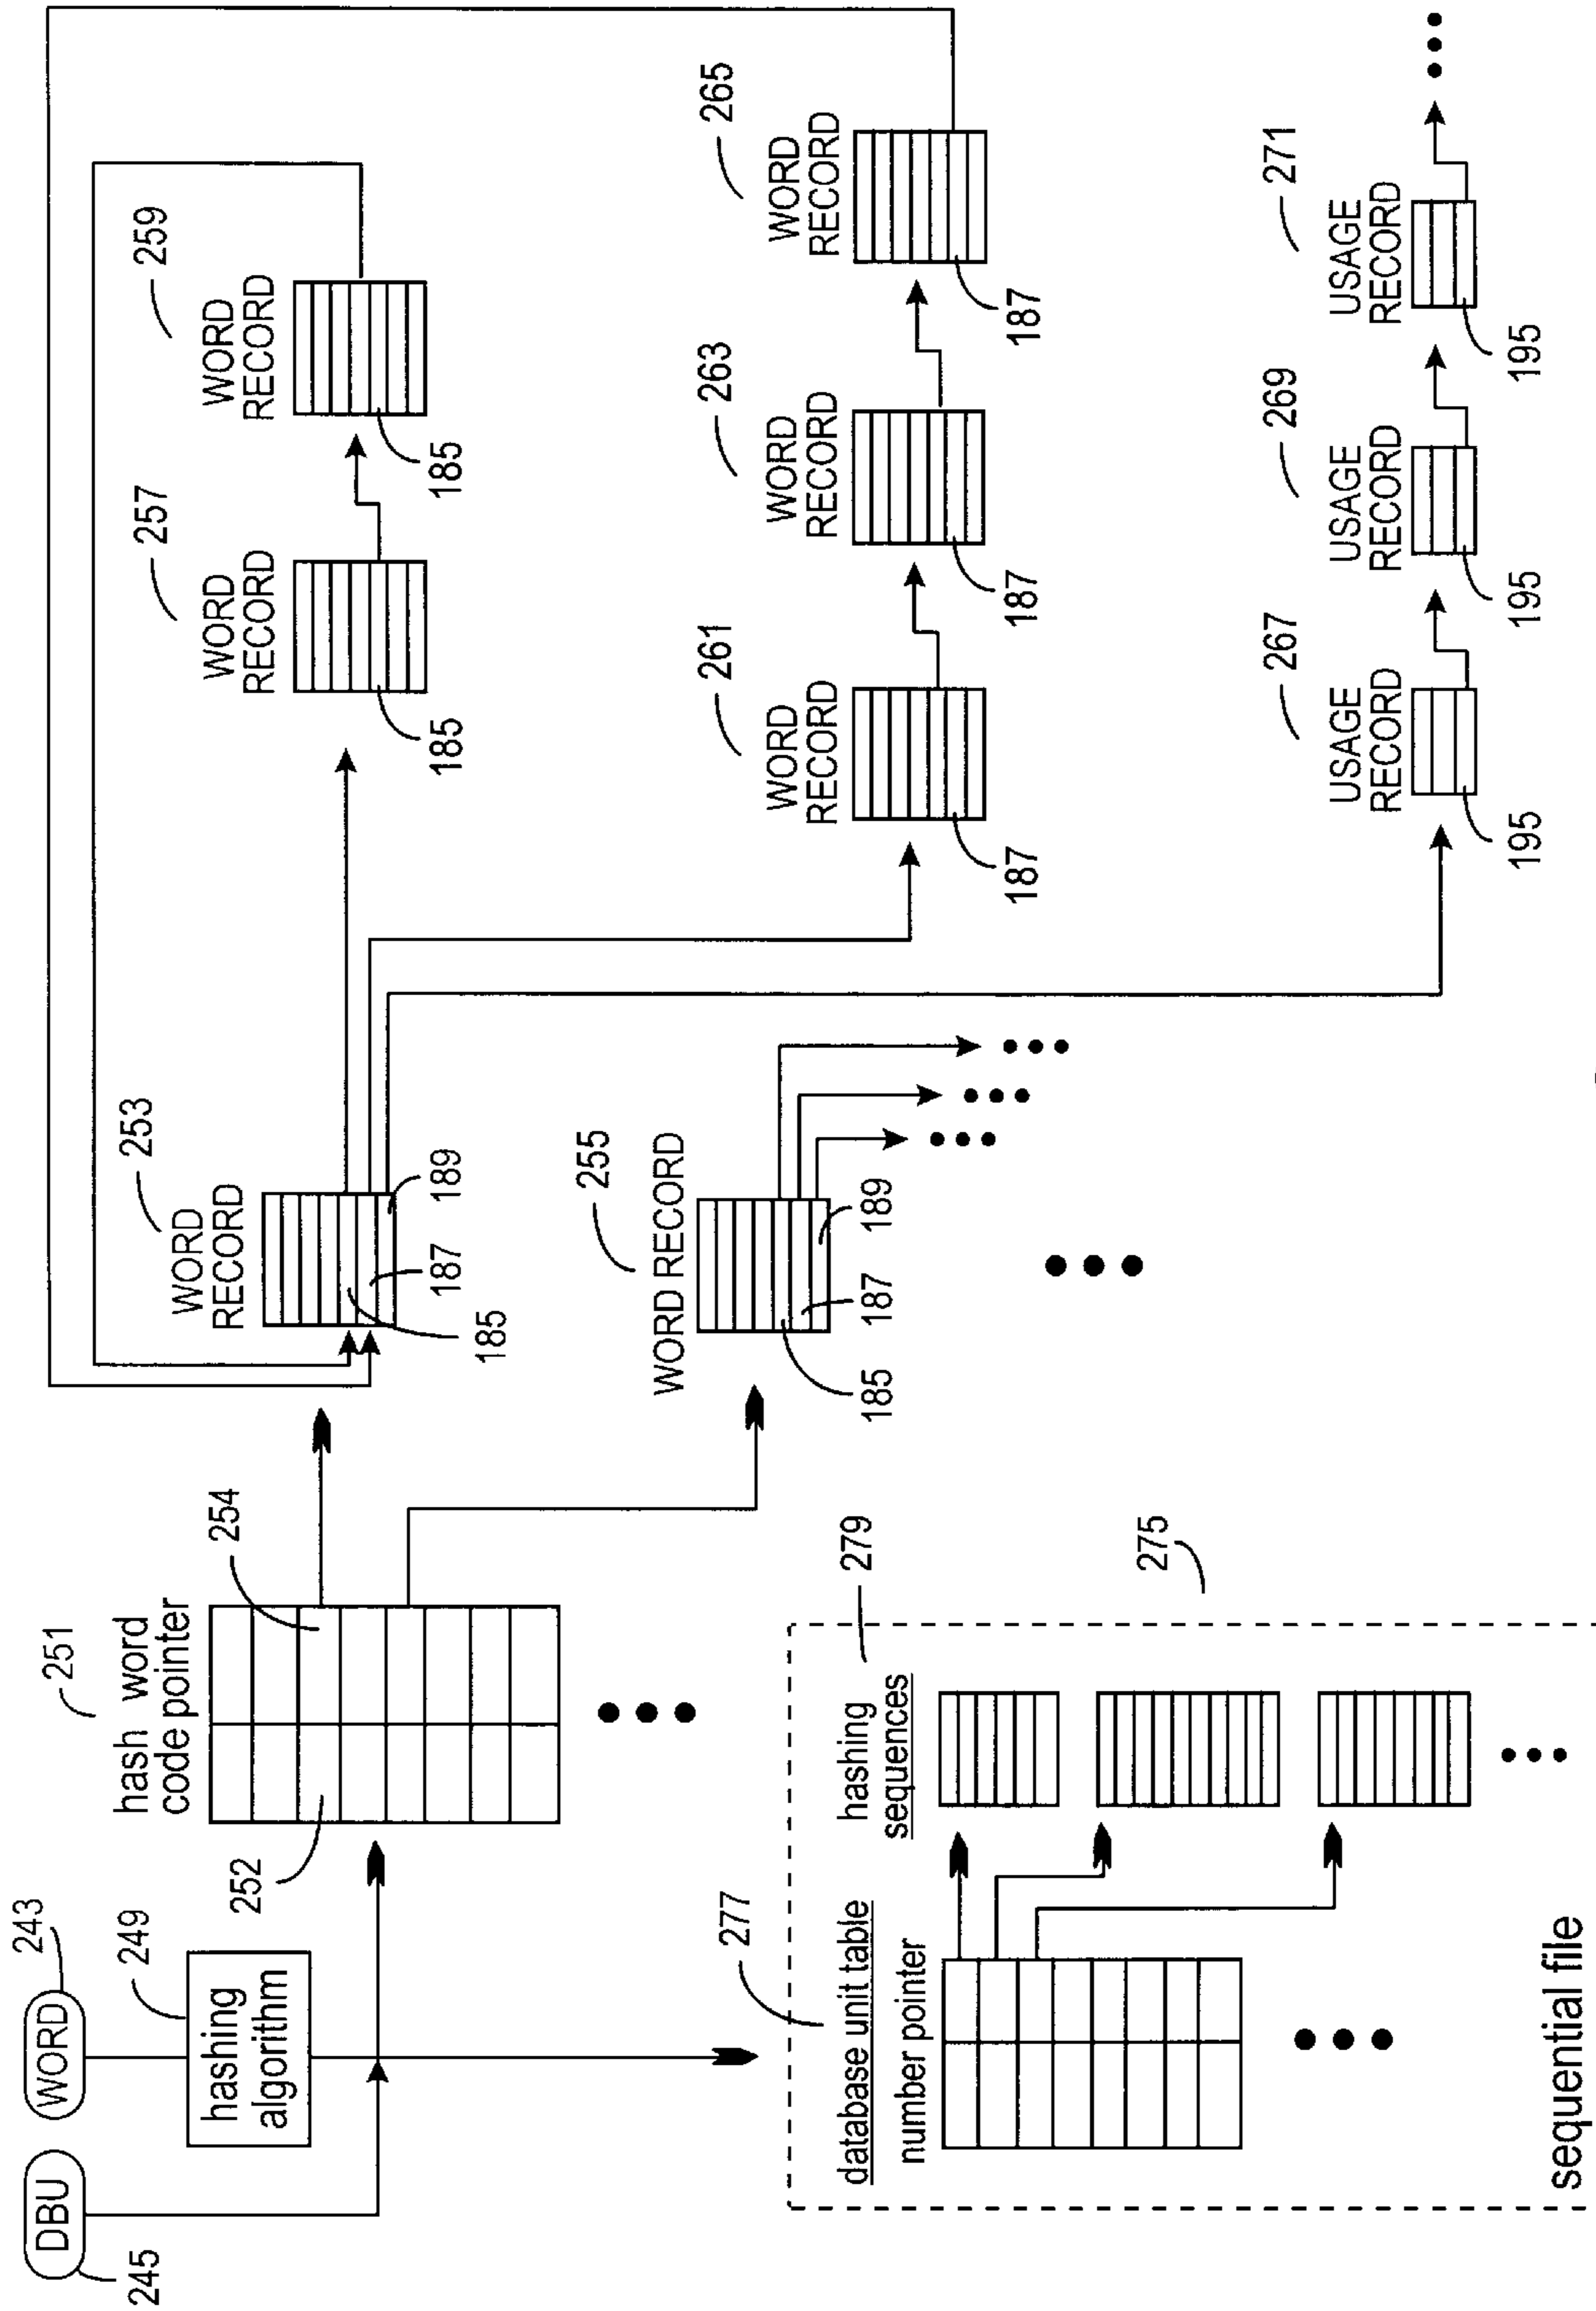 DBU
245
WORD
243
hashing
algorithm
249
hash word
code pointer
251
252
254
WORD
RECORD
253
185
187
189
WORD RECORD
255
185
187
189
WORD
RECORD
257
185
WORD
RECORD
259
185
WORD
RECORD
261
187
WORD
RECORD
263
187
WORD
RECORD
265
187
USAGE
RECORD
267
195
USAGE
RECORD
269
195
USAGE
RECORD
271
195
database unit table
number pointer
277
hashing
sequences
279
275
sequential file